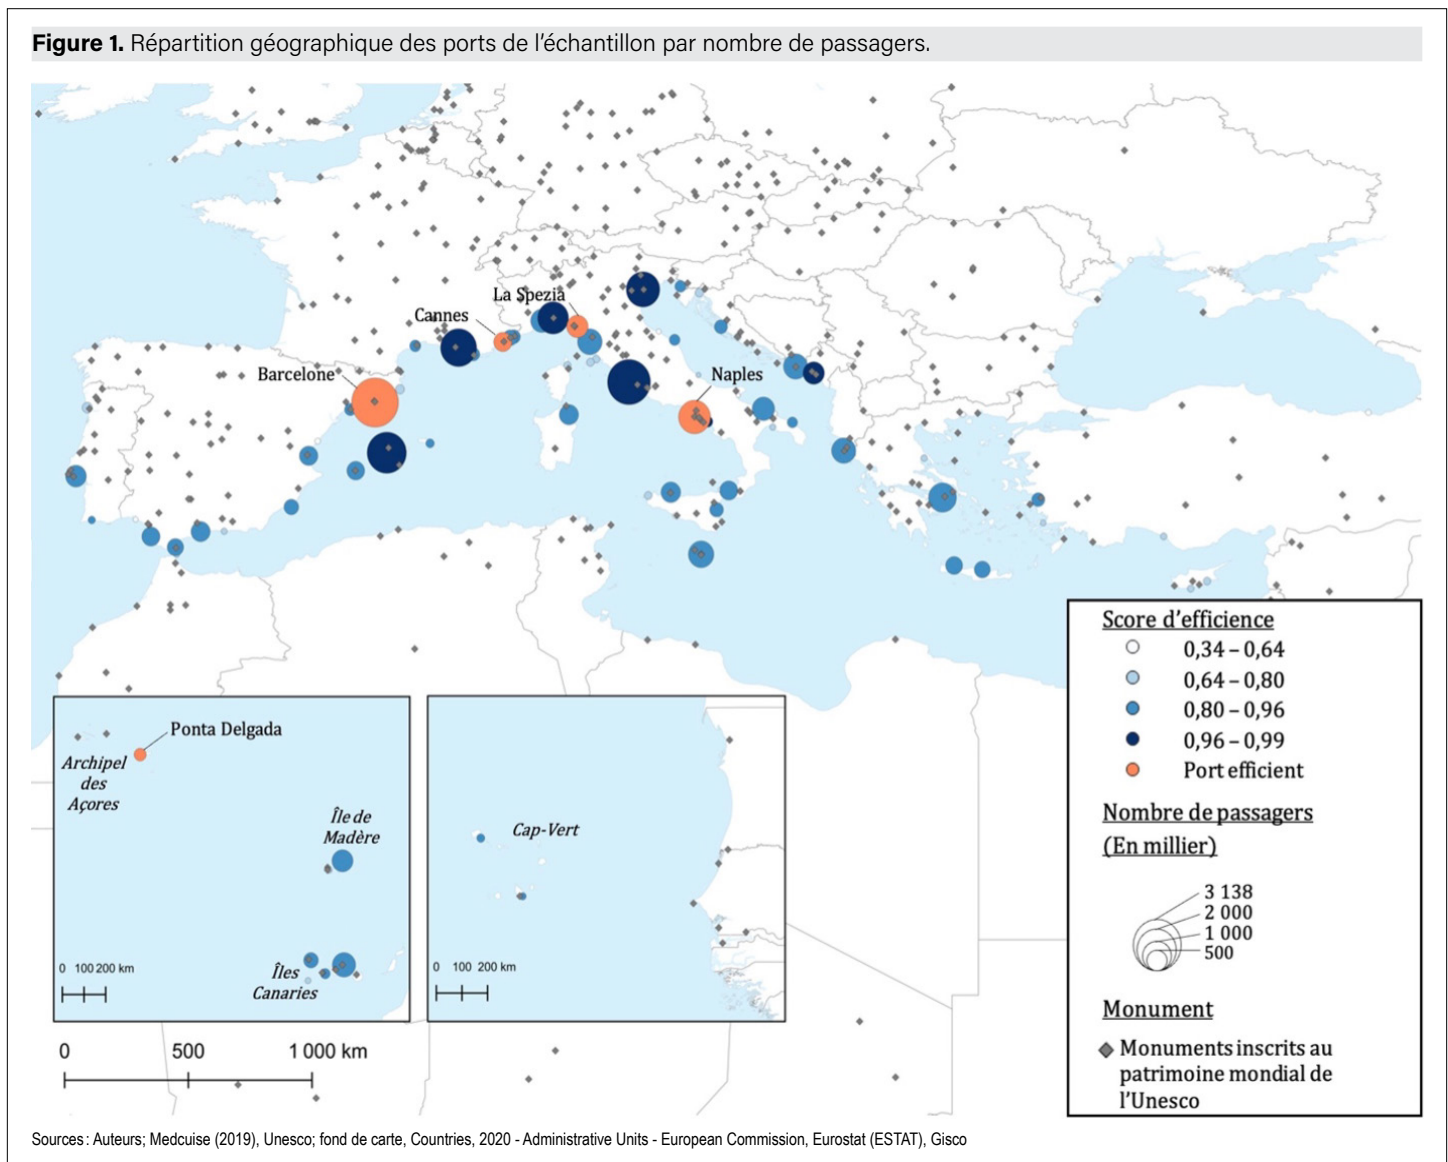 Figure 1. Répartition géographique des ports de l'échantillon par nombre de passagers.
La Spezia
Cannes
Barcelone
Naples
Ponta Delgada
Archipel
des
Açores
Île de
Madère
Îles
Canaries
0 100 200 km
Cap-Vert
0 100 200 km
0 500 1 000 km
Score d'efficience
0,34 – 0,64
0,64 – 0,80
0,80 – 0,96
0,96 – 0,99
Port efficient
Nombre de passagers
(En millier)
3 138
2 000
1 000
500
Monument
Monuments inscrits au
patrimoine mondial de
l'Unesco
Sources : Auteurs; Medcuise (2019), Unesco; fond de carte, Countries, 2020 - Administrative Units - European Commission, Eurostat (ESTAT), Gisco